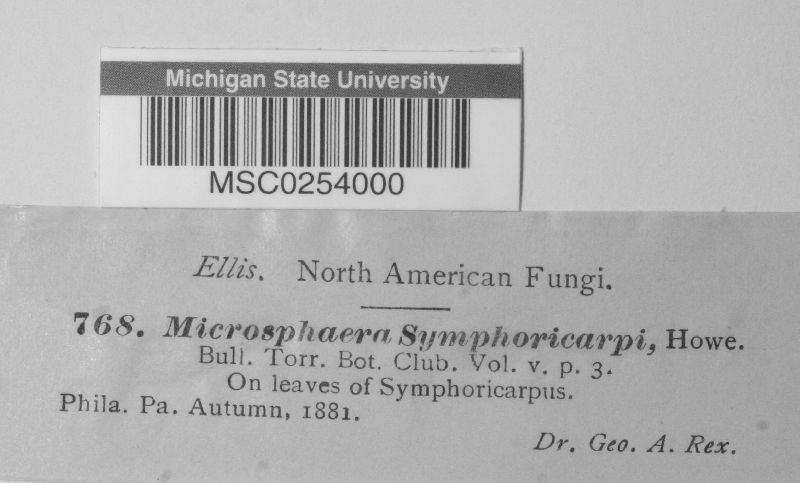 Michigan State University
MSC0254000
Ellis. North American Fungi.
768. Microsphaera Symphoricarpi, Howe.
Bull. Torr. Bot. Club. Vol. v. p. 3.
On leaves of Symphoricarpus.
Phila. Pa. Autumn, 1881.
Dr. Geo. A. Rex.